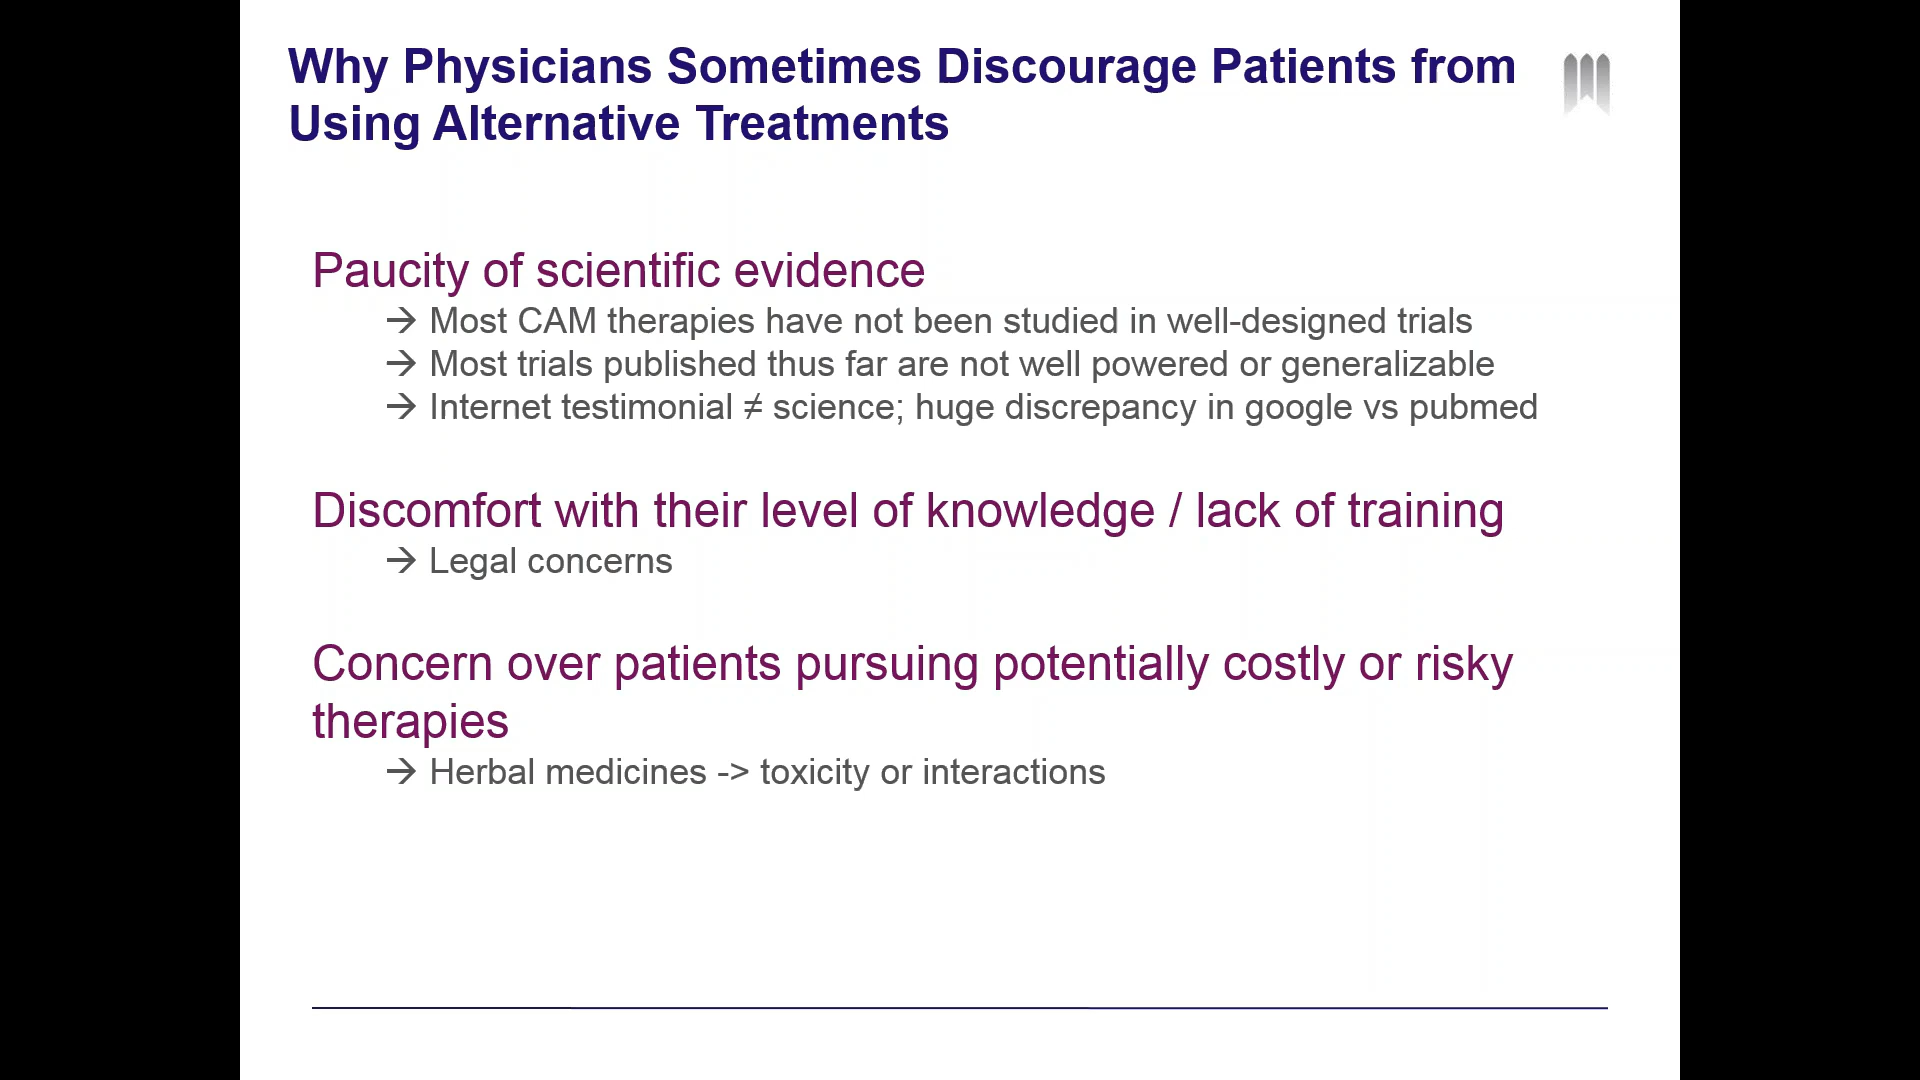 Why Physicians Sometimes Discourage Patients from
Using Alternative Treatments
Paucity of scientific evidence
→ Most CAM therapies have not been studied in well-designed trials
→ Most trials published thus far are not well powered or generalizable
→ Internet testimonial ≠ science; huge discrepancy in google vs pubmed
Discomfort with their level of knowledge / lack of training
→ Legal concerns
Concern over patients pursuing potentially costly or risky
therapies
→ Herbal medicines -> toxicity or interactions